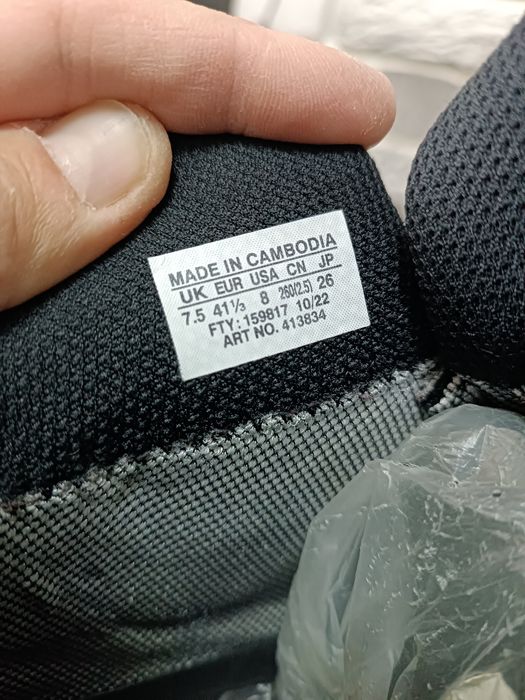 MADE IN CAMBODIA
UK EUR USA CN JP
7.5 41⅓ 8 260(2.5) 26
FTY: 159817 10/22
ART NO. 413834